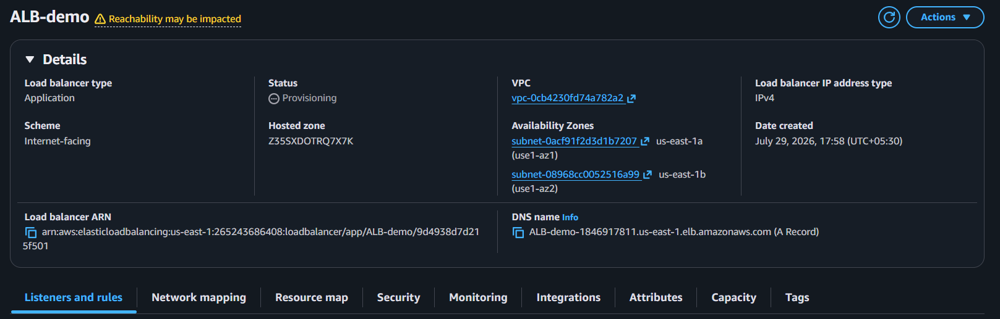 ALB-demo Reachability may be impacted
Actions
Details
Load balancer type
Application
Status
Provisioning
VPC
vpc-0cb4230fd74a782a2
Load balancer IP address type
IPv4
Scheme
Internet-facing
Hosted zone
Z35SXDOTRQ7X7K
Availability Zones
subnet-0acf91f2d3d1b7207 us-east-1a
(use1-az1)
subnet-08968cc0052516a99 us-east-1b
(use1-az2)
Date created
July 29, 2026, 17:58 (UTC+05:30)
Load balancer ARN
arn:aws:elasticloadbalancing:us-east-1:265243686408:loadbalancer/app/ALB-demo/9d4938d7d21
5f501
DNS name Info
ALB-demo-1846917811.us-east-1.elb.amazonaws.com (A Record)
Listeners and rules
Network mapping
Resource map
Security
Monitoring
Integrations
Attributes
Capacity
Tags